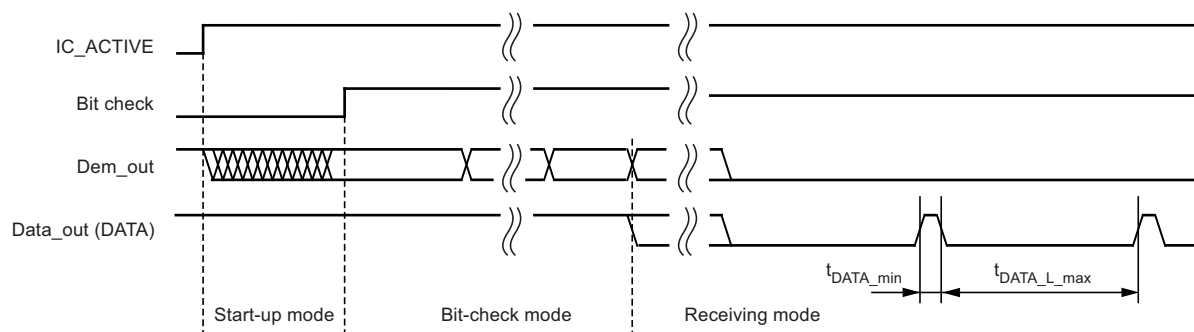 IC_ACTIVE
Bit check
Dem_out
Data_out (DATA)
tDATA_min
tDATA_L_max
Start-up mode
Bit-check mode
Receiving mode